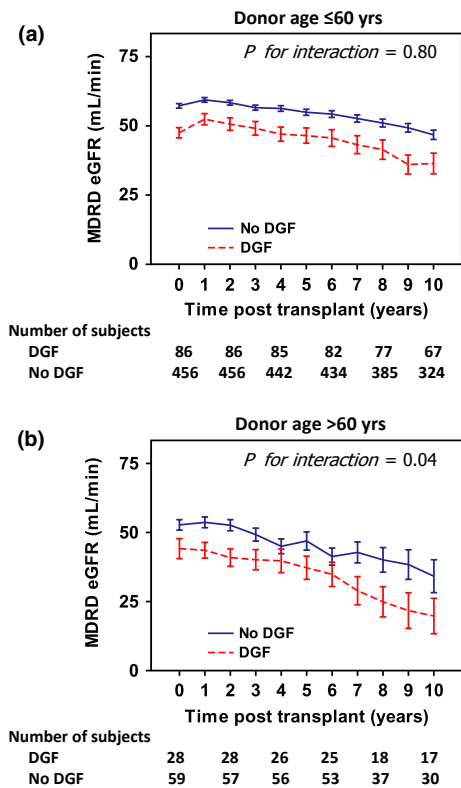 (a)
Donor age ≤60 yrs
P for interaction = 0.80
MDRD eGFR (mL/min)
75
50
25
0
No DGF
DGF
0 1 2 3 4 5 6 7 8 9 10
Time post transplant (years)
Number of subjects
DGF 86 86 85 82 77 67
No DGF 456 456 442 434 385 324
(b)
Donor age >60 yrs
P for interaction = 0.04
MDRD eGFR (mL/min)
75
50
25
0
No DGF
DGF
0 1 2 3 4 5 6 7 8 9 10
Time post transplant (years)
Number of subjects
DGF 28 28 26 25 18 17
No DGF 59 57 56 53 37 30